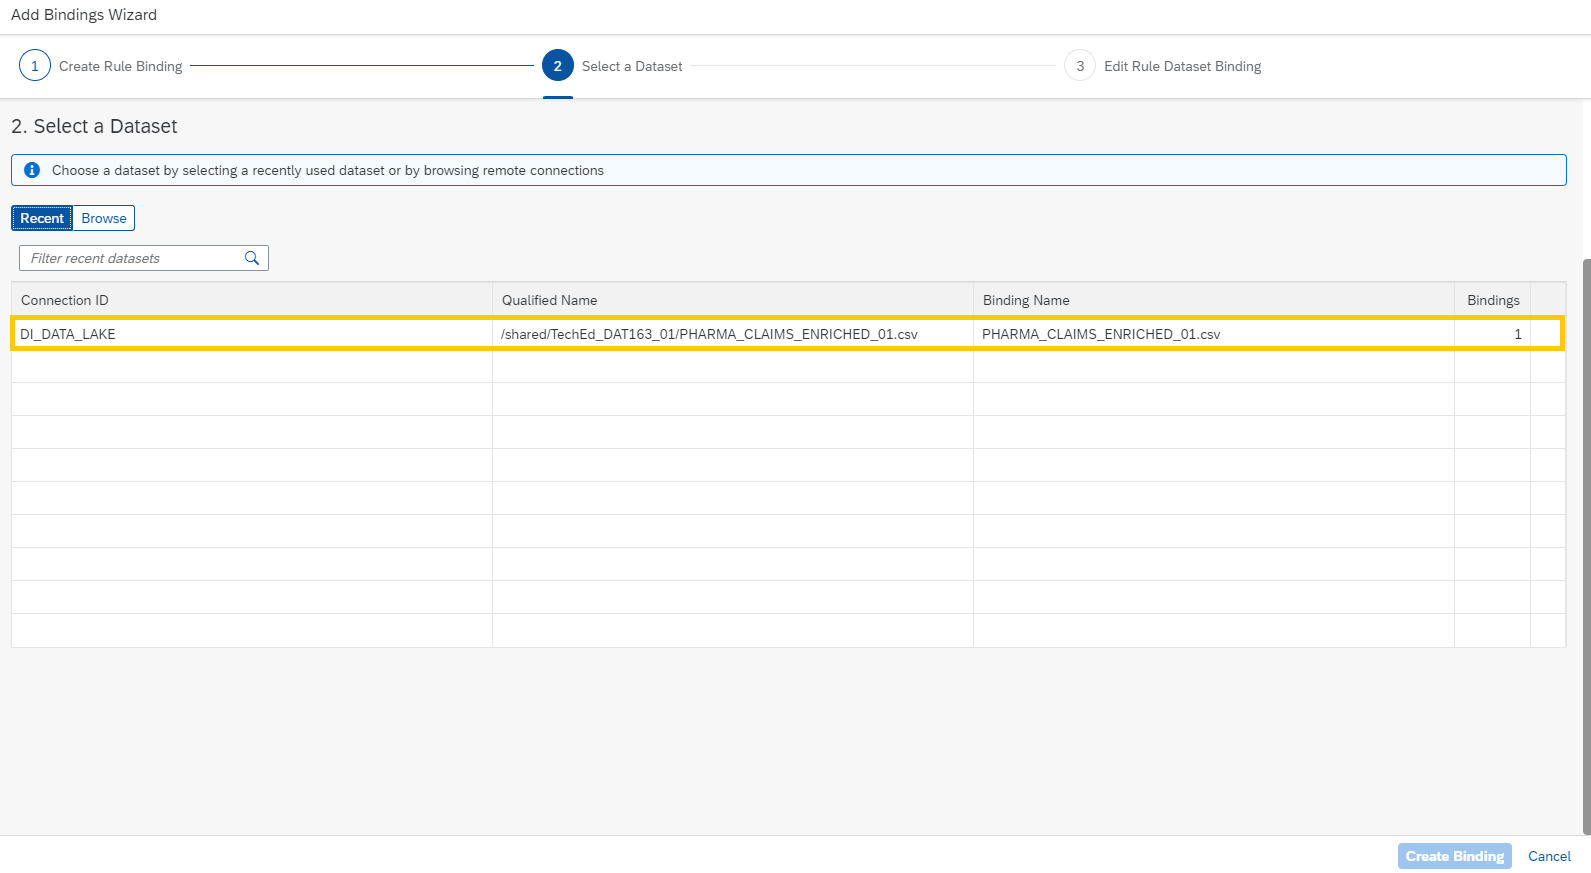 Add Bindings Wizard
1 Create Rule Binding 2 Select a Dataset 3 Edit Rule Dataset Binding
2. Select a Dataset
Choose a dataset by selecting a recently used dataset or by browsing remote connections
Recent Browse
Filter recent datasets
Connection ID Qualified Name Binding Name Bindings
DI_DATA_LAKE /shared/TechEd_DAT163_01/PHARMA_CLAIMS_ENRICHED_01.csv PHARMA_CLAIMS_ENRICHED_01.csv 1
Create Binding Cancel